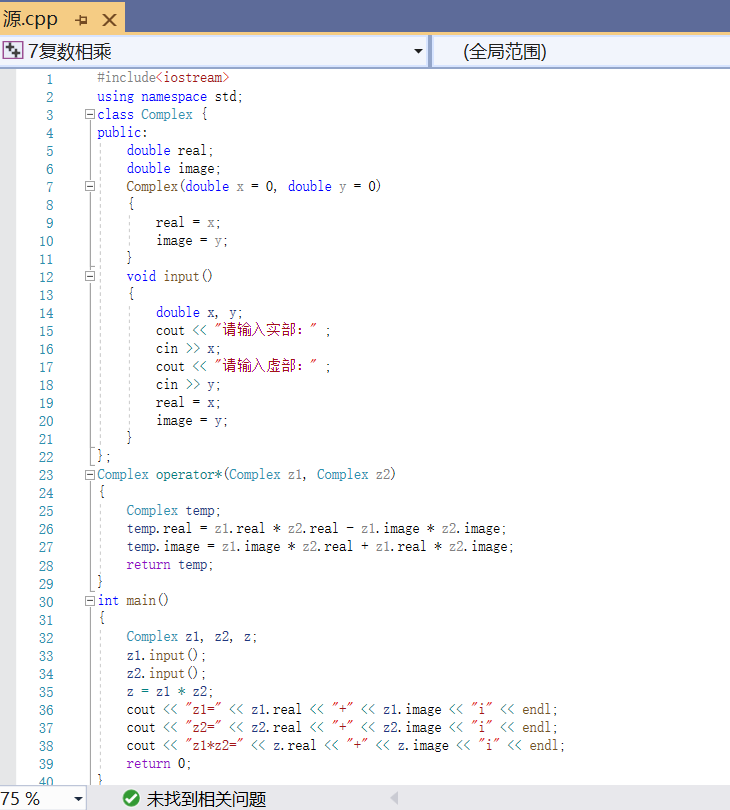 源.cpp
7复数相乘 (全局范围)
1 #include<iostream>
2 using namespace std;
3 class Complex {
4 public:
5 double real;
6 double image;
7 Complex(double x = 0, double y = 0)
8 {
9 real = x;
10 image = y;
11 }
12 void input()
13 {
14 double x, y;
15 cout << "请输入实部：" ;
16 cin >> x;
17 cout << "请输入虚部：" ;
18 cin >> y;
19 real = x;
20 image = y;
21 }
22 };
23 Complex operator*(Complex z1, Complex z2)
24 {
25 Complex temp;
26 temp.real = z1.real * z2.real - z1.image * z2.image;
27 temp.image = z1.image * z2.real + z1.real * z2.image;
28 return temp;
29 }
30 int main()
31 {
32 Complex z1, z2, z;
33 z1.input();
34 z2.input();
35 z = z1 * z2;
36 cout << "z1=" << z1.real << "+" << z1.image << "i" << endl;
37 cout << "z2=" << z2.real << "+" << z2.image << "i" << endl;
38 cout << "z1*z2=" << z.real << "+" << z.image << "i" << endl;
39 return 0;
40 }
75 % 未找到相关问题